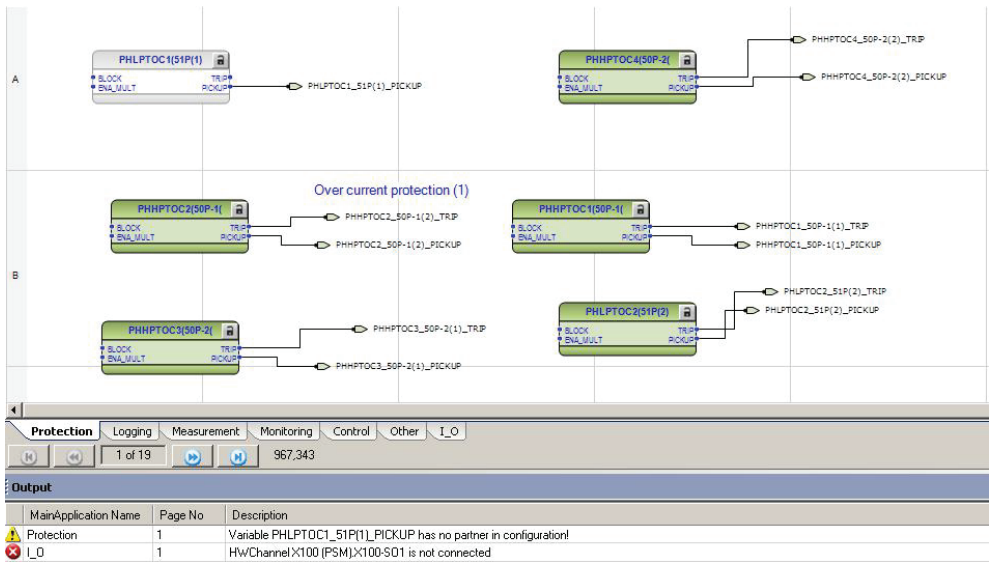 A
PHLPTOC1(51P(1)
BLOCK TRIP
ENA_MULT PICKUP
PHLPTOC1_51P(1)_PICKUP
PHHPTOC4(50P-2(
BLOCK TRIP
ENA_MULT PICKUP
PHHPTOC4_50P-2(2)_TRIP
PHHPTOC4_50P-2(2)_PICKUP
B
Over current protection (1)
PHHPTOC2(50P-1(
BLOCK TRIP
ENA_MULT PICKUP
PHHPTOC2_50P-1(2)_TRIP
PHHPTOC2_50P-1(2)_PICKUP
PHHPTOC1(50P-1(
BLOCK TRIP
ENA_MULT PICKUP
PHHPTOC1_50P-1(1)_TRIP
PHHPTOC1_50P-1(1)_PICKUP
PHHPTOC3(50P-2(
BLOCK TRIP
ENA_MULT PICKUP
PHHPTOC3_50P-2(1)_TRIP
PHHPTOC3_50P-2(1)_PICKUP
PHLPTOC2(51P(2)
BLOCK TRIP
ENA_MULT PICKUP
PHLPTOC2_51P(2)_TRIP
PHLPTOC2_51P(2)_PICKUP
Protection Logging Measurement Monitoring Control Other I_O
1 of 19 967,343
Output
MainApplication Name Page No Description
Protection 1 Variable PHLPTOC1_51P(1)_PICKUP has no partner in configuration!
I_O 1 HWChannel X100 (PSM).X100-SO1 is not connected